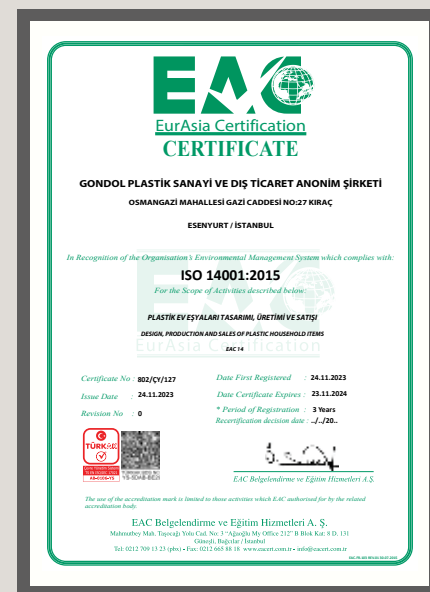 EAC
EurAsia Certification
CERTIFICATE
GONDOL PLASTİK SANAYİ VE DIŞ TİCARET ANONİM ŞİRKETİ
OSMANGAZİ MAHALLESİ GAZİ CADDESİ NO:27 KIRAÇ
ESENYURT / İSTANBUL
In Recognition of the Organisation's Environmental Management System which complies with:
ISO 14001:2015
For the Scope of Activities described below:
PLASTİK EV EŞYALARI TASARIMI, ÜRETİMİ VE SATIŞI
DESIGN, PRODUCTION AND SALES OF PLASTIC HOUSEHOLD ITEMS
EAC 14
EurAsia Certification
Certificate No : 802/ÇY/127
Date First Registered : 24.11.2023
Issue Date : 24.11.2023
Date Certificate Expires : 23.11.2024
Revision No : 0
* Period of Registration : 3 Years
Recertification decision date : ../../20..
TÜRKAK
AB-0109-YS
EAC Belgelendirme ve Eğitim Hizmetleri A.Ş.
The use of the accreditation mark is limited to those activities which EAC authorised for by the related
accreditation body.
EAC Belgelendirme ve Eğitim Hizmetleri A. Ş.
Mahmutbey Mah. Taşocağı Yolu Cad. No: 3 "Ağaoğlu My Office 212" B Blok Kat: 8 D. 131
Güneşli, Bağcılar / İstanbul
Tel: 0212 709 13 23 (pbx) - Fax: 0212 665 88 18 www.eacert.com.tr - info@eacert.com.tr